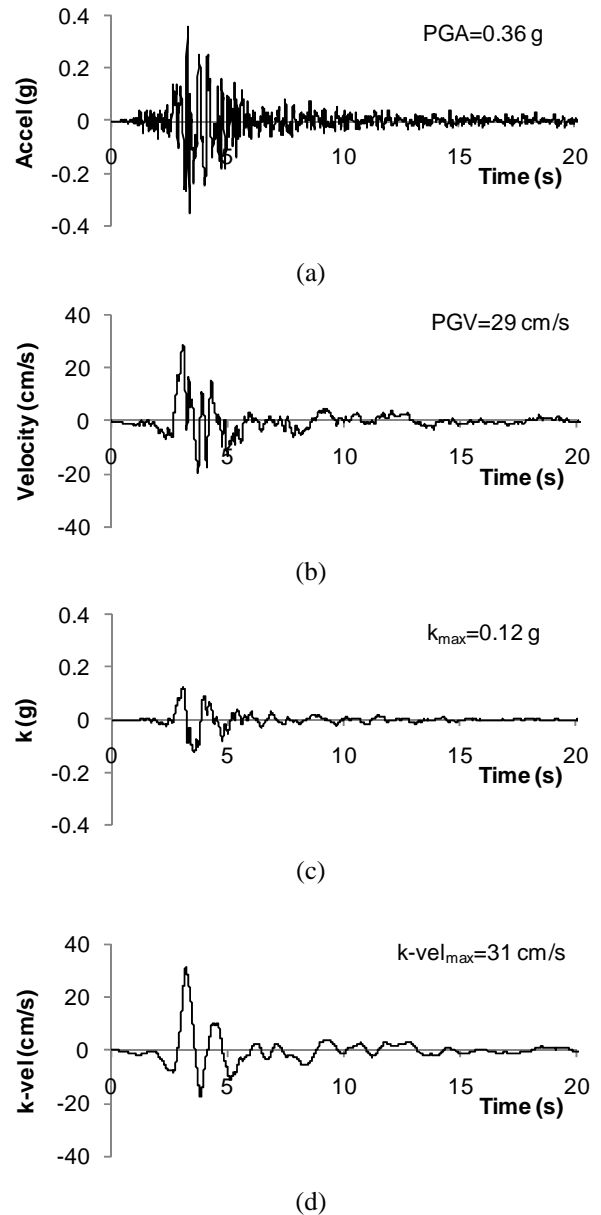 PGA=0.36 g
Accel (g)
0.4
0.2
0
-0.2
-0.4
0 5 10 15 20
Time (s)
(a)
PGV=29 cm/s
Velocity (cm/s)
40
20
0
-20
-40
0 5 10 15 20
Time (s)
(b)
kmax=0.12 g
k (g)
0.4
0.2
0
-0.2
-0.4
0 5 10 15 20
Time (s)
(c)
k-velmax=31 cm/s
k-vel (cm/s)
40
20
0
-20
-40
0 5 10 15 20
Time (s)
(d)